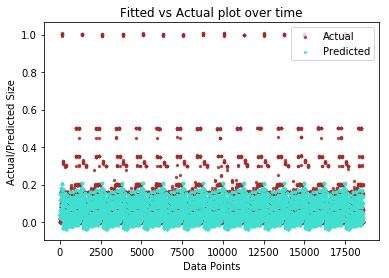 Fitted vs Actual plot over time
Actual
Predicted
Actual/Predicted Size
1.0
0.8
0.6
0.4
0.2
0.0
0 2500 5000 7500 10000 12500 15000 17500
Data Points